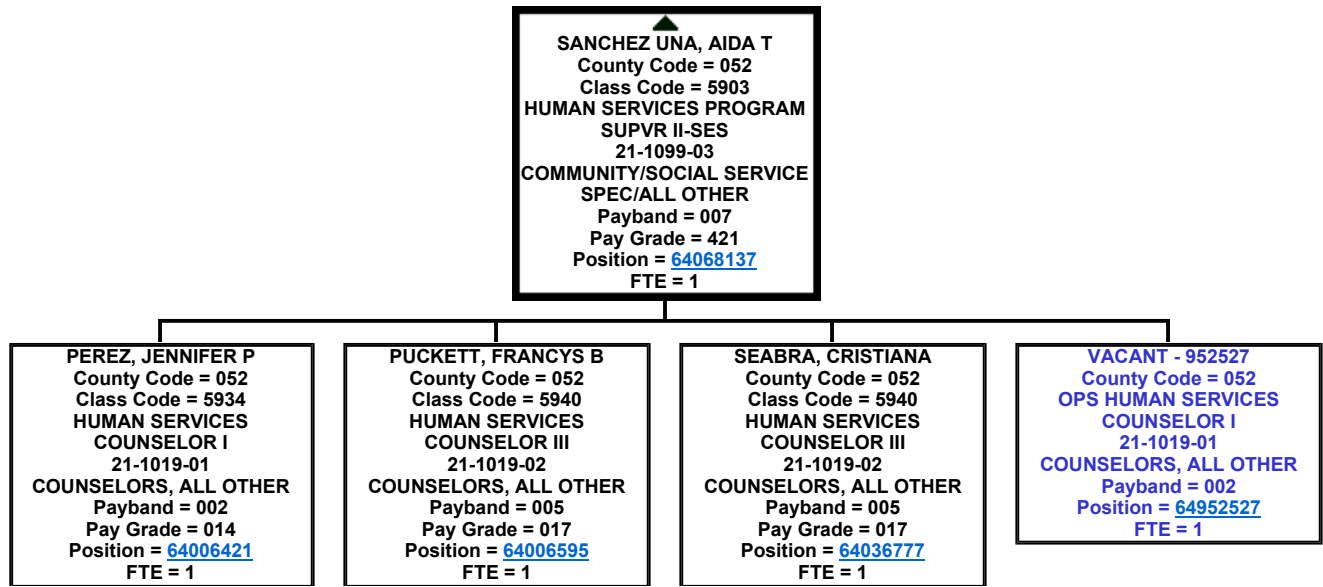 SANCHEZ UNA, AIDA T
County Code = 052
Class Code = 5903
HUMAN SERVICES PROGRAM
SUPVR II-SES
21-1099-03
COMMUNITY/SOCIAL SERVICE
SPEC/ALL OTHER
Payband = 007
Pay Grade = 421
Position = 64068137
FTE = 1
PEREZ, JENNIFER P
County Code = 052
Class Code = 5934
HUMAN SERVICES
COUNSELOR I
21-1019-01
COUNSELORS, ALL OTHER
Payband = 002
Pay Grade = 014
Position = 64006421
FTE = 1
PUCKETT, FRANCYS B
County Code = 052
Class Code = 5940
HUMAN SERVICES
COUNSELOR III
21-1019-02
COUNSELORS, ALL OTHER
Payband = 005
Pay Grade = 017
Position = 64006595
FTE = 1
SEABRA, CRISTIANA
County Code = 052
Class Code = 5940
HUMAN SERVICES
COUNSELOR III
21-1019-02
COUNSELORS, ALL OTHER
Payband = 005
Pay Grade = 017
Position = 64036777
FTE = 1
VACANT - 952527
County Code = 052
OPS HUMAN SERVICES
COUNSELOR I
21-1019-01
COUNSELORS, ALL OTHER
Payband = 002
Position = 64952527
FTE = 1